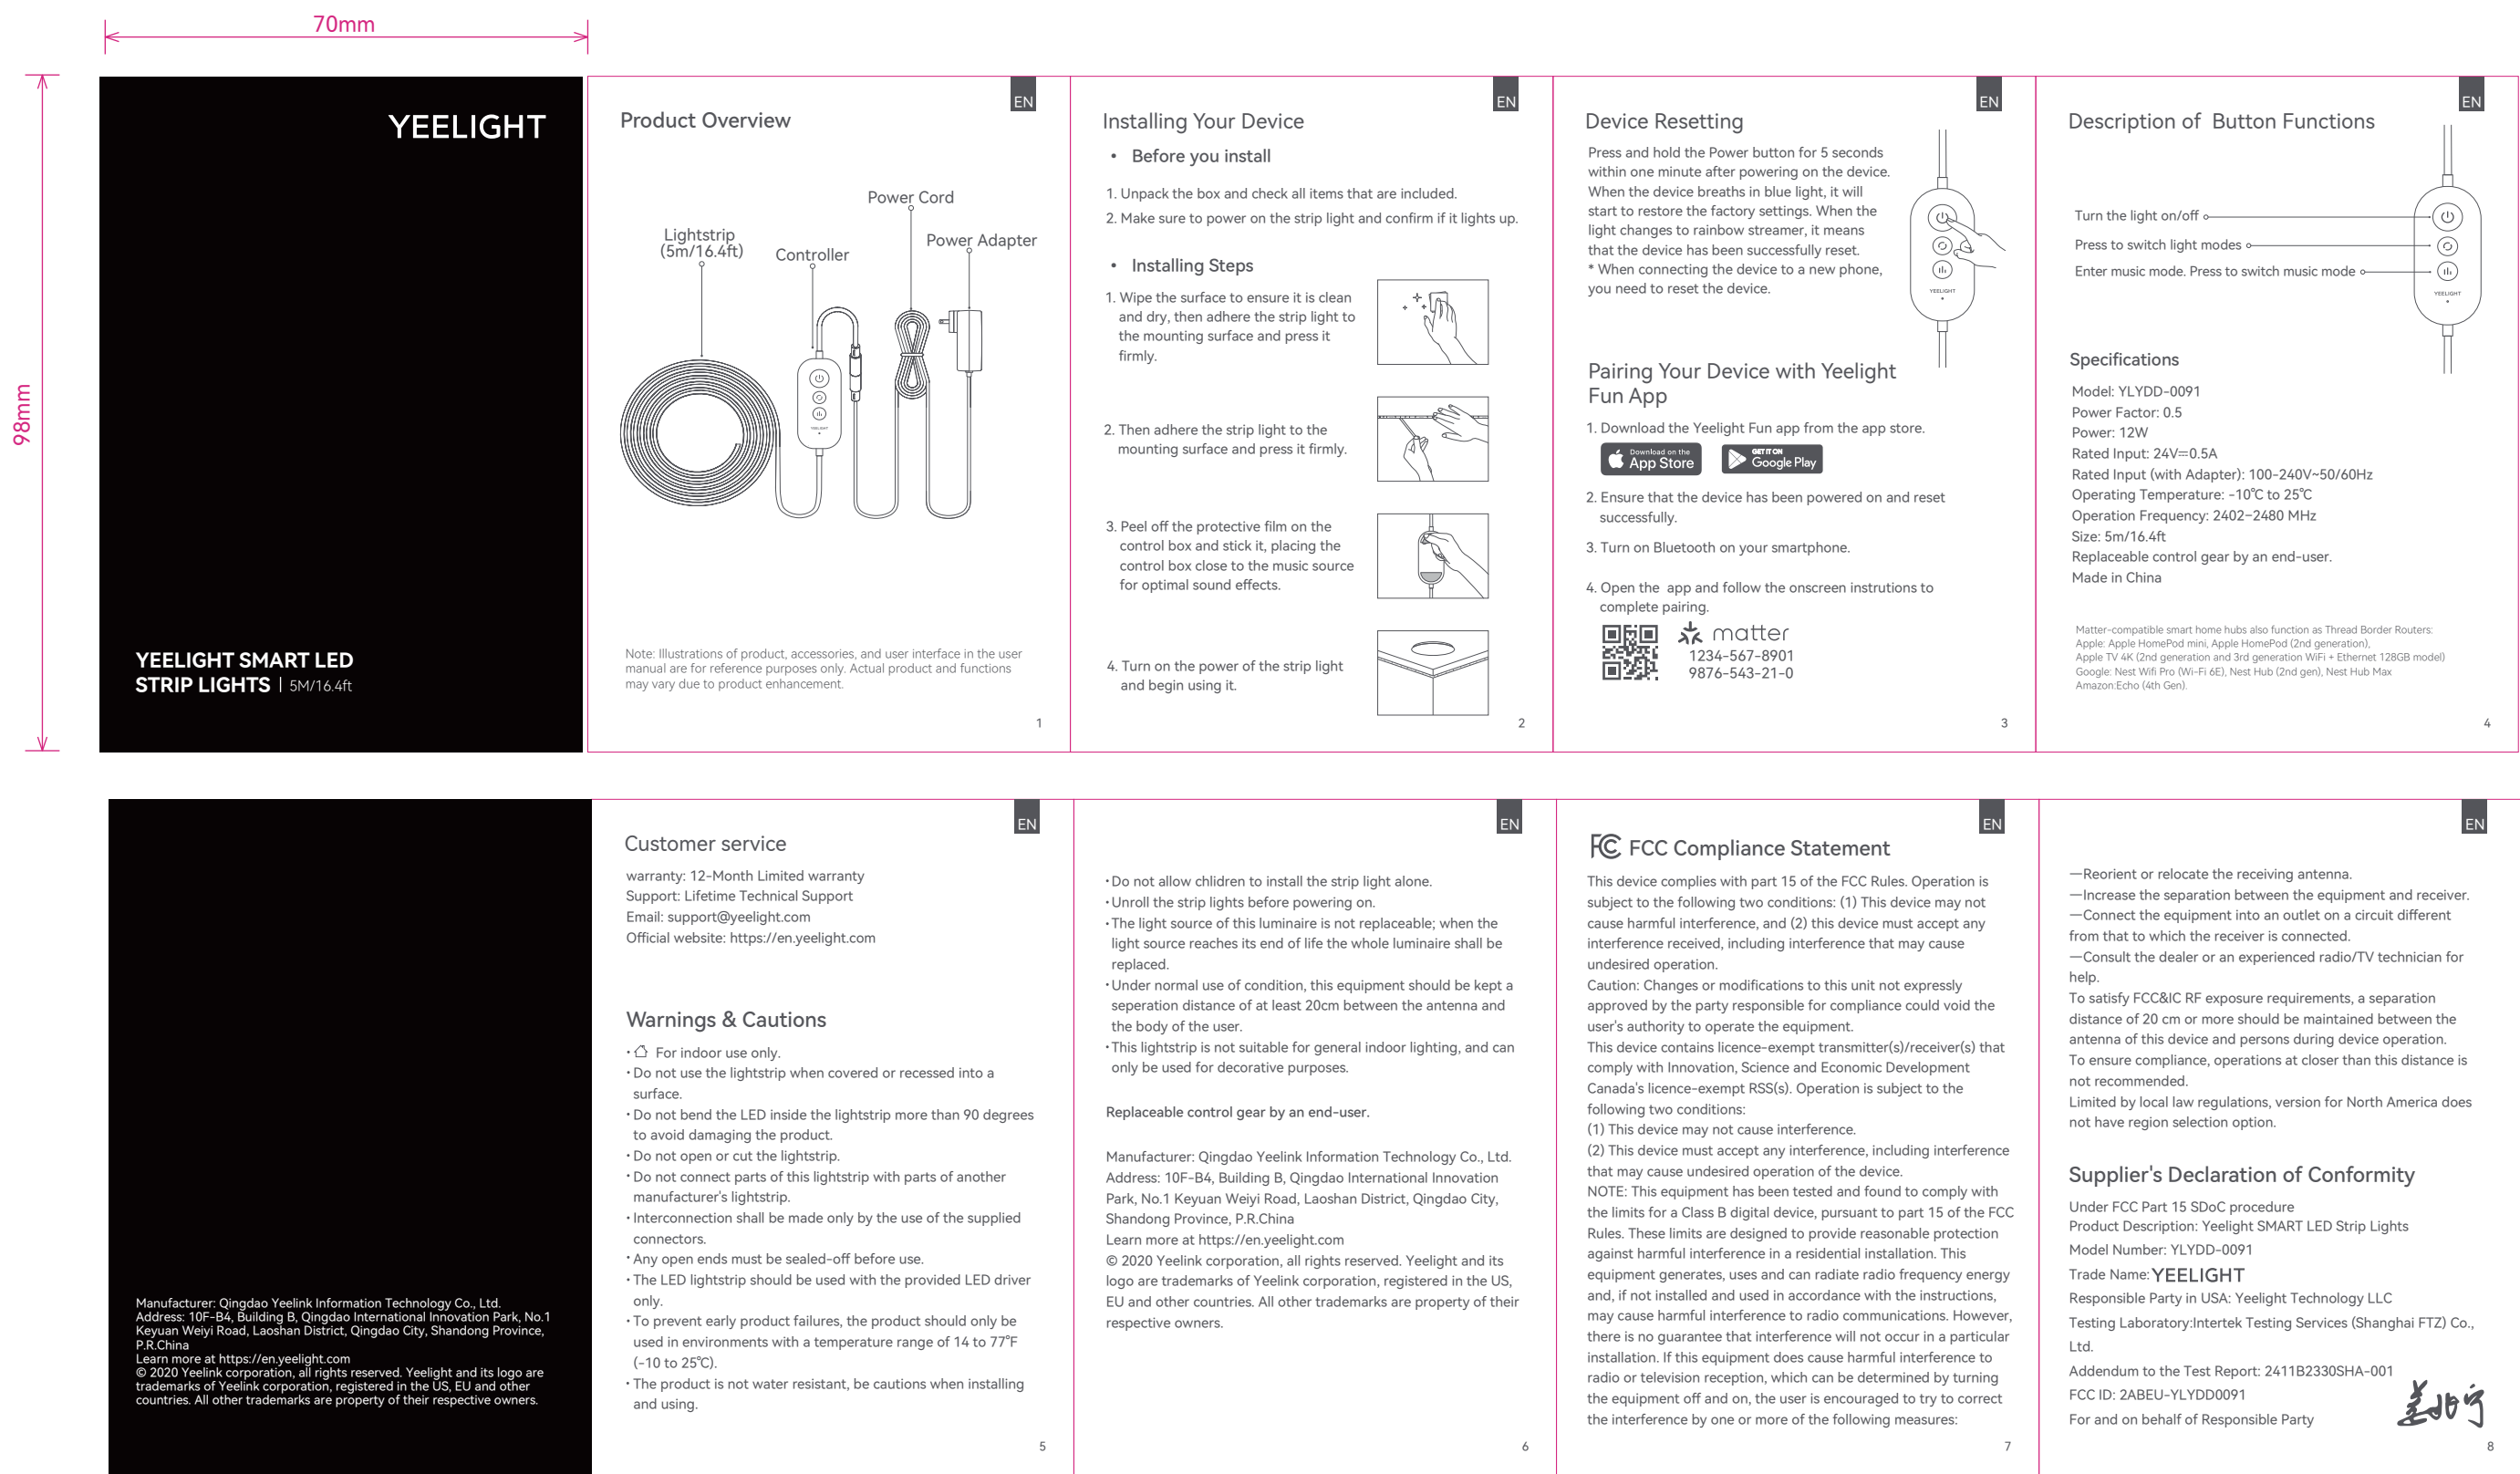 70mm
98mm
YEELIGHT
YEELIGHT SMART LED
STRIP LIGHTS | 5M/16.4ft
EN
Product Overview
Power Cord
Lightstrip
(5m/16.4ft)
Controller
Power Adapter
YEELIGHT
Note: Illustrations of product, accessories, and user interface in the user
manual are for reference purposes only. Actual product and functions
may vary due to product enhancement.
1
EN
Installing Your Device
• Before you install
1. Unpack the box and check all items that are included.
2. Make sure to power on the strip light and confirm if it lights up.
• Installing Steps
1. Wipe the surface to ensure it is clean
and dry, then adhere the strip light to
the mounting surface and press it
firmly.
2. Then adhere the strip light to the
mounting surface and press it firmly.
3. Peel off the protective film on the
control box and stick it, placing the
control box close to the music source
for optimal sound effects.
4. Turn on the power of the strip light
and begin using it.
2
EN
Device Resetting
Press and hold the Power button for 5 seconds
within one minute after powering on the device.
When the device breaths in blue light, it will
start to restore the factory settings. When the
light changes to rainbow streamer, it means
that the device has been successfully reset.
* When connecting the device to a new phone,
you need to reset the device.
YEELIGHT
Pairing Your Device with Yeelight
Fun App
1. Download the Yeelight Fun app from the app store.
Download on the
App Store
GET IT ON
Google Play
2. Ensure that the device has been powered on and reset
successfully.
3. Turn on Bluetooth on your smartphone.
4. Open the  app and follow the onscreen instrutions to
complete pairing.
matter
1234-567-8901
9876-543-21-0
3
EN
Description of  Button Functions
Turn the light on/off
Press to switch light modes
Enter music mode. Press to switch music mode
YEELIGHT
Specifications
Model: YLYDD-0091
Power Factor: 0.5
Power: 12W
Rated Input: 24V⎓0.5A
Rated Input (with Adapter): 100-240V~50/60Hz
Operating Temperature: -10℃ to 25℃
Operation Frequency: 2402–2480 MHz
Size: 5m/16.4ft
Replaceable control gear by an end-user.
Made in China
Matter-compatible smart home hubs also function as Thread Border Routers:
Apple: Apple HomePod mini, Apple HomePod (2nd generation),
Apple TV 4K (2nd generation and 3rd generation WiFi + Ethernet 128GB model)
Google: Nest Wifi Pro (Wi-Fi 6E), Nest Hub (2nd gen), Nest Hub Max
Amazon:Echo (4th Gen).
4
Manufacturer: Qingdao Yeelink Information Technology Co., Ltd.
Address: 10F-B4, Building B, Qingdao International Innovation Park, No.1
Keyuan Weiyi Road, Laoshan District, Qingdao City, Shandong Province,
P.R.China
Learn more at https://en.yeelight.com
© 2020 Yeelink corporation, all rights reserved. Yeelight and its logo are
trademarks of Yeelink corporation, registered in the US, EU and other
countries. All other trademarks are property of their respective owners.
EN
Customer service
warranty: 12-Month Limited warranty
Support: Lifetime Technical Support
Email: support@yeelight.com
Official website: https://en.yeelight.com
Warnings & Cautions
· For indoor use only.
· Do not use the lightstrip when covered or recessed into a
surface.
· Do not bend the LED inside the lightstrip more than 90 degrees
to avoid damaging the product.
· Do not open or cut the lightstrip.
· Do not connect parts of this lightstrip with parts of another
manufacturer's lightstrip.
· Interconnection shall be made only by the use of the supplied
connectors.
· Any open ends must be sealed-off before use.
· The LED lightstrip should be used with the provided LED driver
only.
· To prevent early product failures, the product should only be
used in environments with a temperature range of 14 to 77℉
(-10 to 25℃).
· The product is not water resistant, be cautions when installing
and using.
5
EN
· Do not allow chlidren to install the strip light alone.
· Unroll the strip lights before powering on.
· The light source of this luminaire is not replaceable; when the
light source reaches its end of life the whole luminaire shall be
replaced.
· Under normal use of condition, this equipment should be kept a
seperation distance of at least 20cm between the antenna and
the body of the user.
· This lightstrip is not suitable for general indoor lighting, and can
only be used for decorative purposes.
Replaceable control gear by an end-user.
Manufacturer: Qingdao Yeelink Information Technology Co., Ltd.
Address: 10F-B4, Building B, Qingdao International Innovation
Park, No.1 Keyuan Weiyi Road, Laoshan District, Qingdao City,
Shandong Province, P.R.China
Learn more at https://en.yeelight.com
© 2020 Yeelink corporation, all rights reserved. Yeelight and its
logo are trademarks of Yeelink corporation, registered in the US,
EU and other countries. All other trademarks are property of their
respective owners.
6
EN
FC FCC Compliance Statement
This device complies with part 15 of the FCC Rules. Operation is
subject to the following two conditions: (1) This device may not
cause harmful interference, and (2) this device must accept any
interference received, including interference that may cause
undesired operation.
Caution: Changes or modifications to this unit not expressly
approved by the party responsible for compliance could void the
user's authority to operate the equipment.
This device contains licence-exempt transmitter(s)/receiver(s) that
comply with Innovation, Science and Economic Development
Canada's licence-exempt RSS(s). Operation is subject to the
following two conditions:
(1) This device may not cause interference.
(2) This device must accept any interference, including interference
that may cause undesired operation of the device.
NOTE: This equipment has been tested and found to comply with
the limits for a Class B digital device, pursuant to part 15 of the FCC
Rules. These limits are designed to provide reasonable protection
against harmful interference in a residential installation. This
equipment generates, uses and can radiate radio frequency energy
and, if not installed and used in accordance with the instructions,
may cause harmful interference to radio communications. However,
there is no guarantee that interference will not occur in a particular
installation. If this equipment does cause harmful interference to
radio or television reception, which can be determined by turning
the equipment off and on, the user is encouraged to try to correct
the interference by one or more of the following measures:
7
EN
—Reorient or relocate the receiving antenna.
—Increase the separation between the equipment and receiver.
—Connect the equipment into an outlet on a circuit different
from that to which the receiver is connected.
—Consult the dealer or an experienced radio/TV technician for
help.
To satisfy FCC&IC RF exposure requirements, a separation
distance of 20 cm or more should be maintained between the
antenna of this device and persons during device operation.
To ensure compliance, operations at closer than this distance is
not recommended.
Limited by local law regulations, version for North America does
not have region selection option.
Supplier's Declaration of Conformity
Under FCC Part 15 SDoC procedure
Product Description: Yeelight SMART LED Strip Lights
Model Number: YLYDD-0091
Trade Name: YEELIGHT
Responsible Party in USA: Yeelight Technology LLC
Testing Laboratory:Intertek Testing Services (Shanghai FTZ) Co.,
Ltd.
Addendum to the Test Report: 2411B2330SHA-001
FCC ID: 2ABEU-YLYDD0091
For and on behalf of Responsible Party
8